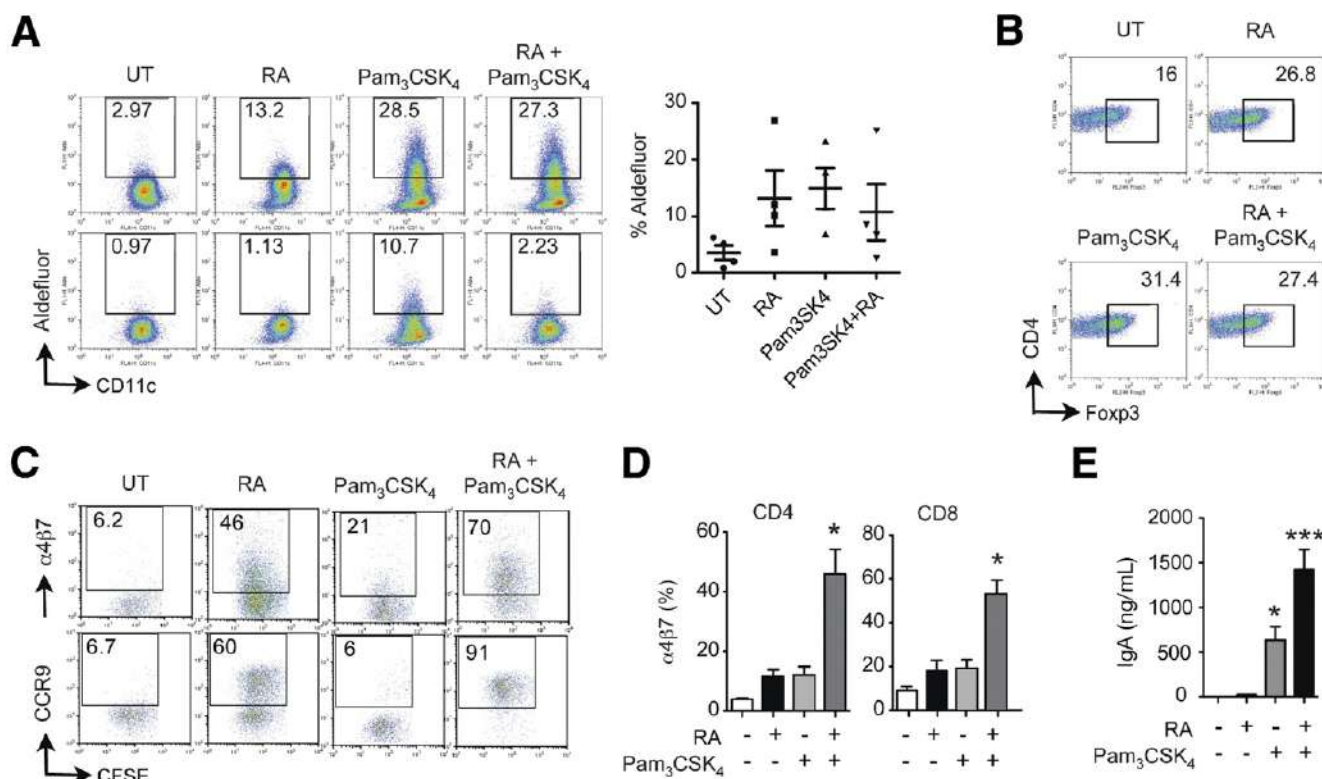 A
UT
RA
Pam3CSK4
RA +
Pam3CSK4
2.97
13.2
28.5
27.3
0.97
1.13
10.7
2.23
Aldefluor
CD11c
% Aldefluor
30
20
10
0
UT
RA
Pam3SK4
Pam3SK4+RA
B
UT
RA
16
26.8
Pam3CSK4
RA +
Pam3CSK4
31.4
27.4
CD4
Foxp3
C
UT
RA
Pam3CSK4
RA +
Pam3CSK4
α4β7
6.2
46
21
70
CCR9
6.7
60
6
91
CFSE
D
CD4
CD8
α4β7 (%)
60
40
20
0
80
60
40
20
0
RA - + - + - + - +
Pam3CSK4 - - + + - - + +
* *
E
IgA (ng/mL)
2000
1500
1000
500
0
* ***
RA - + - +
Pam3CSK4 - - + +